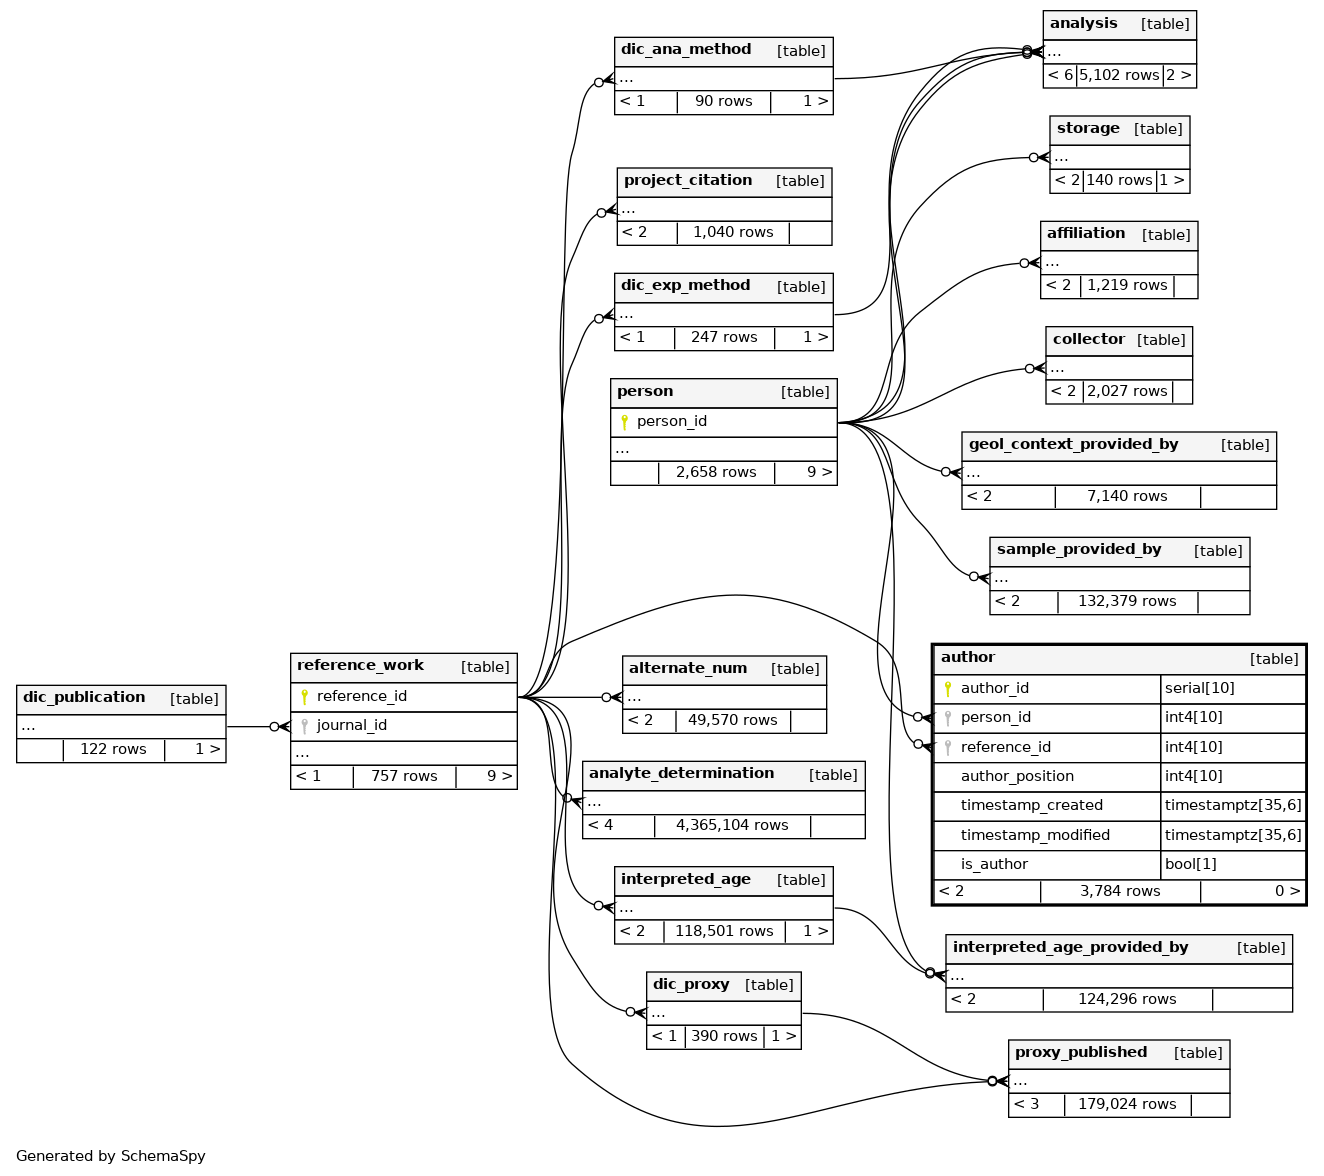 analysis [table]
...
< 6 5,102 rows 2 >
dic_ana_method [table]
...
< 1 90 rows 1 >
storage [table]
...
< 2 140 rows 1 >
project_citation [table]
...
< 2 1,040 rows
affiliation [table]
...
< 2 1,219 rows
dic_exp_method [table]
...
< 1 247 rows 1 >
collector [table]
...
< 2 2,027 rows
person [table]
person_id
...
2,658 rows 9 >
geol_context_provided_by [table]
...
< 2 7,140 rows
sample_provided_by [table]
...
< 2 132,379 rows
dic_publication [table]
...
122 rows 1 >
reference_work [table]
reference_id
journal_id
...
< 1 757 rows 9 >
alternate_num [table]
...
< 2 49,570 rows
author [table]
author_id serial[10]
person_id int4[10]
reference_id int4[10]
author_position int4[10]
timestamp_created timestamptz[35,6]
timestamp_modified timestamptz[35,6]
is_author bool[1]
< 2 3,784 rows 0 >
analyte_determination [table]
...
< 4 4,365,104 rows
interpreted_age [table]
...
< 2 118,501 rows 1 >
interpreted_age_provided_by [table]
...
< 2 124,296 rows
dic_proxy [table]
...
< 1 390 rows 1 >
proxy_published [table]
...
< 3 179,024 rows
Generated by SchemaSpy